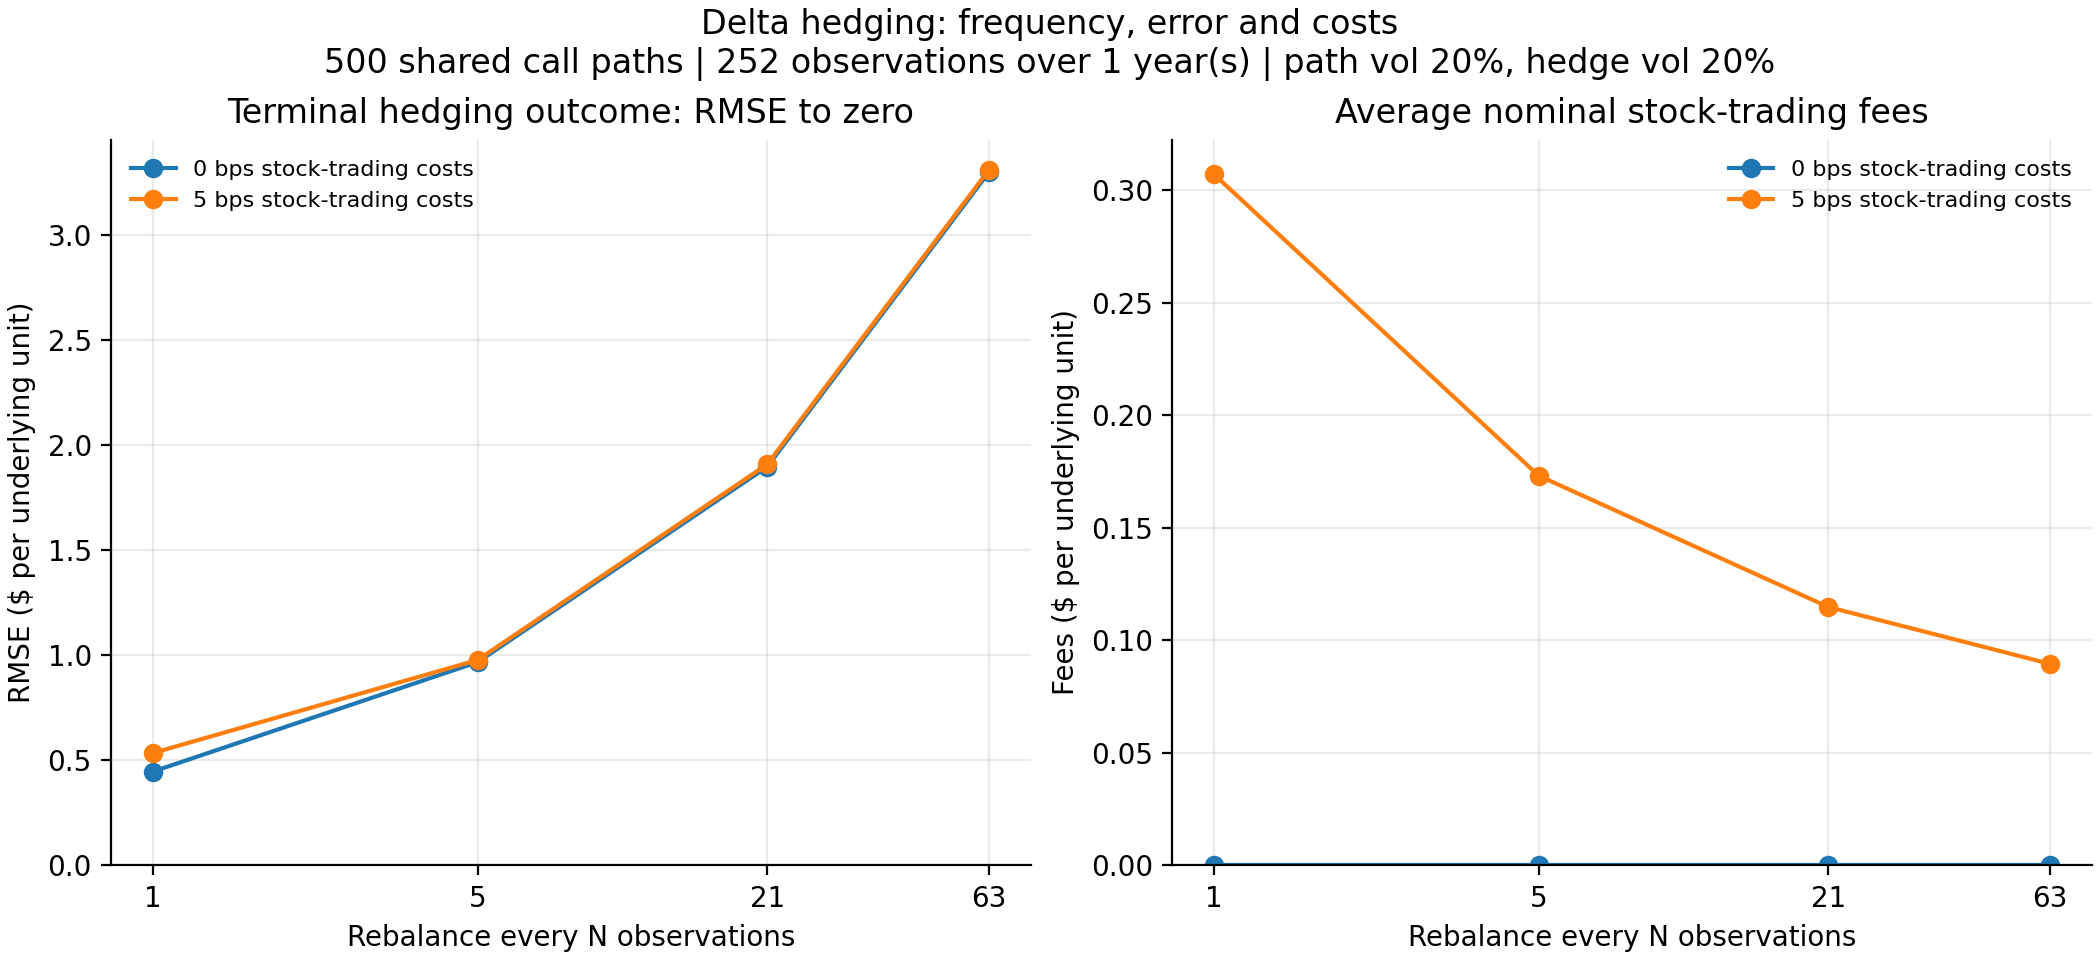 Delta hedging: frequency, error and costs
500 shared call paths | 252 observations over 1 year(s) | path vol 20%, hedge vol 20%
Terminal hedging outcome: RMSE to zero
0 bps stock-trading costs
5 bps stock-trading costs
RMSE ($ per underlying unit)
3.0
2.5
2.0
1.5
1.0
0.5
0.0
1 5 21 63
Rebalance every N observations
Average nominal stock-trading fees
0 bps stock-trading costs
5 bps stock-trading costs
Fees ($ per underlying unit)
0.30
0.25
0.20
0.15
0.10
0.05
0.00
1 5 21 63
Rebalance every N observations